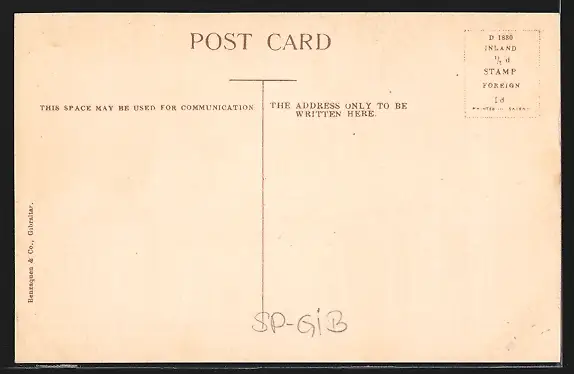 POST CARD
D 1880
INLAND
½ d
STAMP
FOREIGN
1d
THIS SPACE MAY BE USED FOR COMMUNICATION
THE ADDRESS ONLY TO BE
WRITTEN HERE.
Benzaquen & Co., Gibraltar.
SP-GiB